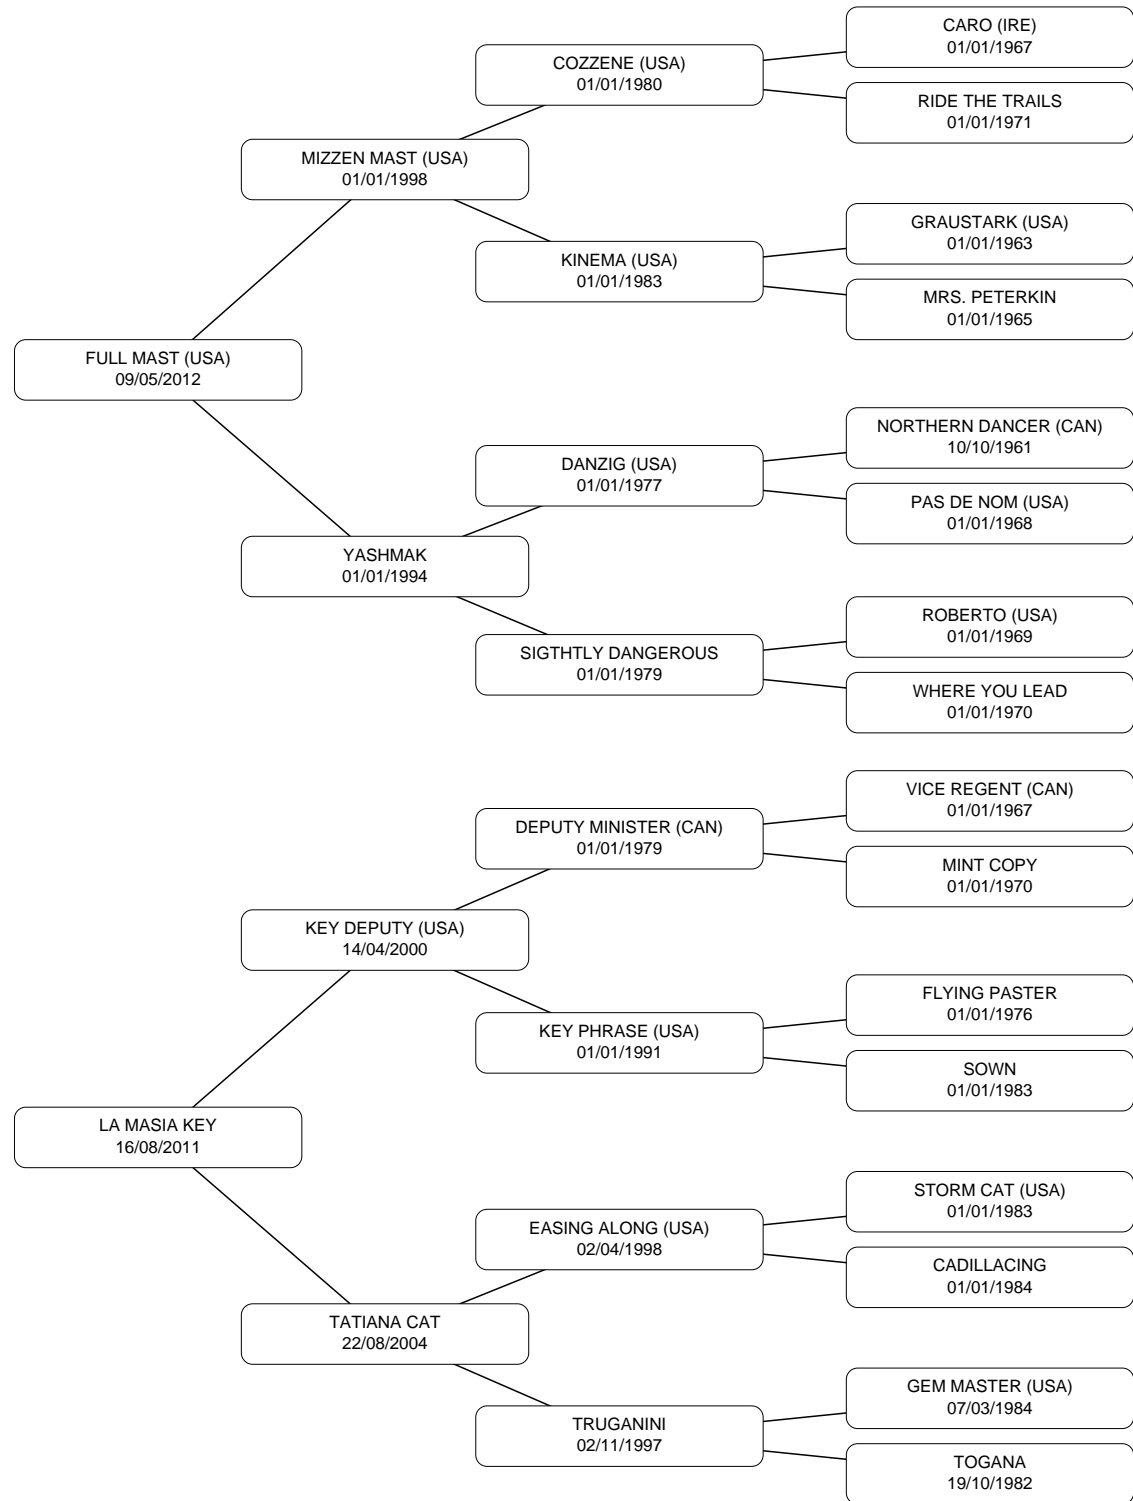 CARO (IRE)
01/01/1967
COZZENE (USA)
01/01/1980
RIDE THE TRAILS
01/01/1971
MIZZEN MAST (USA)
01/01/1998
GRAUSTARK (USA)
01/01/1963
KINEMA (USA)
01/01/1983
MRS. PETERKIN
01/01/1965
FULL MAST (USA)
09/05/2012
NORTHERN DANCER (CAN)
10/10/1961
DANZIG (USA)
01/01/1977
PAS DE NOM (USA)
01/01/1968
YASHMAK
01/01/1994
ROBERTO (USA)
01/01/1969
SIGTHTLY DANGEROUS
01/01/1979
WHERE YOU LEAD
01/01/1970
VICE REGENT (CAN)
01/01/1967
DEPUTY MINISTER (CAN)
01/01/1979
MINT COPY
01/01/1970
KEY DEPUTY (USA)
14/04/2000
FLYING PASTER
01/01/1976
KEY PHRASE (USA)
01/01/1991
SOWN
01/01/1983
LA MASIA KEY
16/08/2011
STORM CAT (USA)
01/01/1983
EASING ALONG (USA)
02/04/1998
CADILLACING
01/01/1984
TATIANA CAT
22/08/2004
GEM MASTER (USA)
07/03/1984
TRUGANINI
02/11/1997
TOGANA
19/10/1982